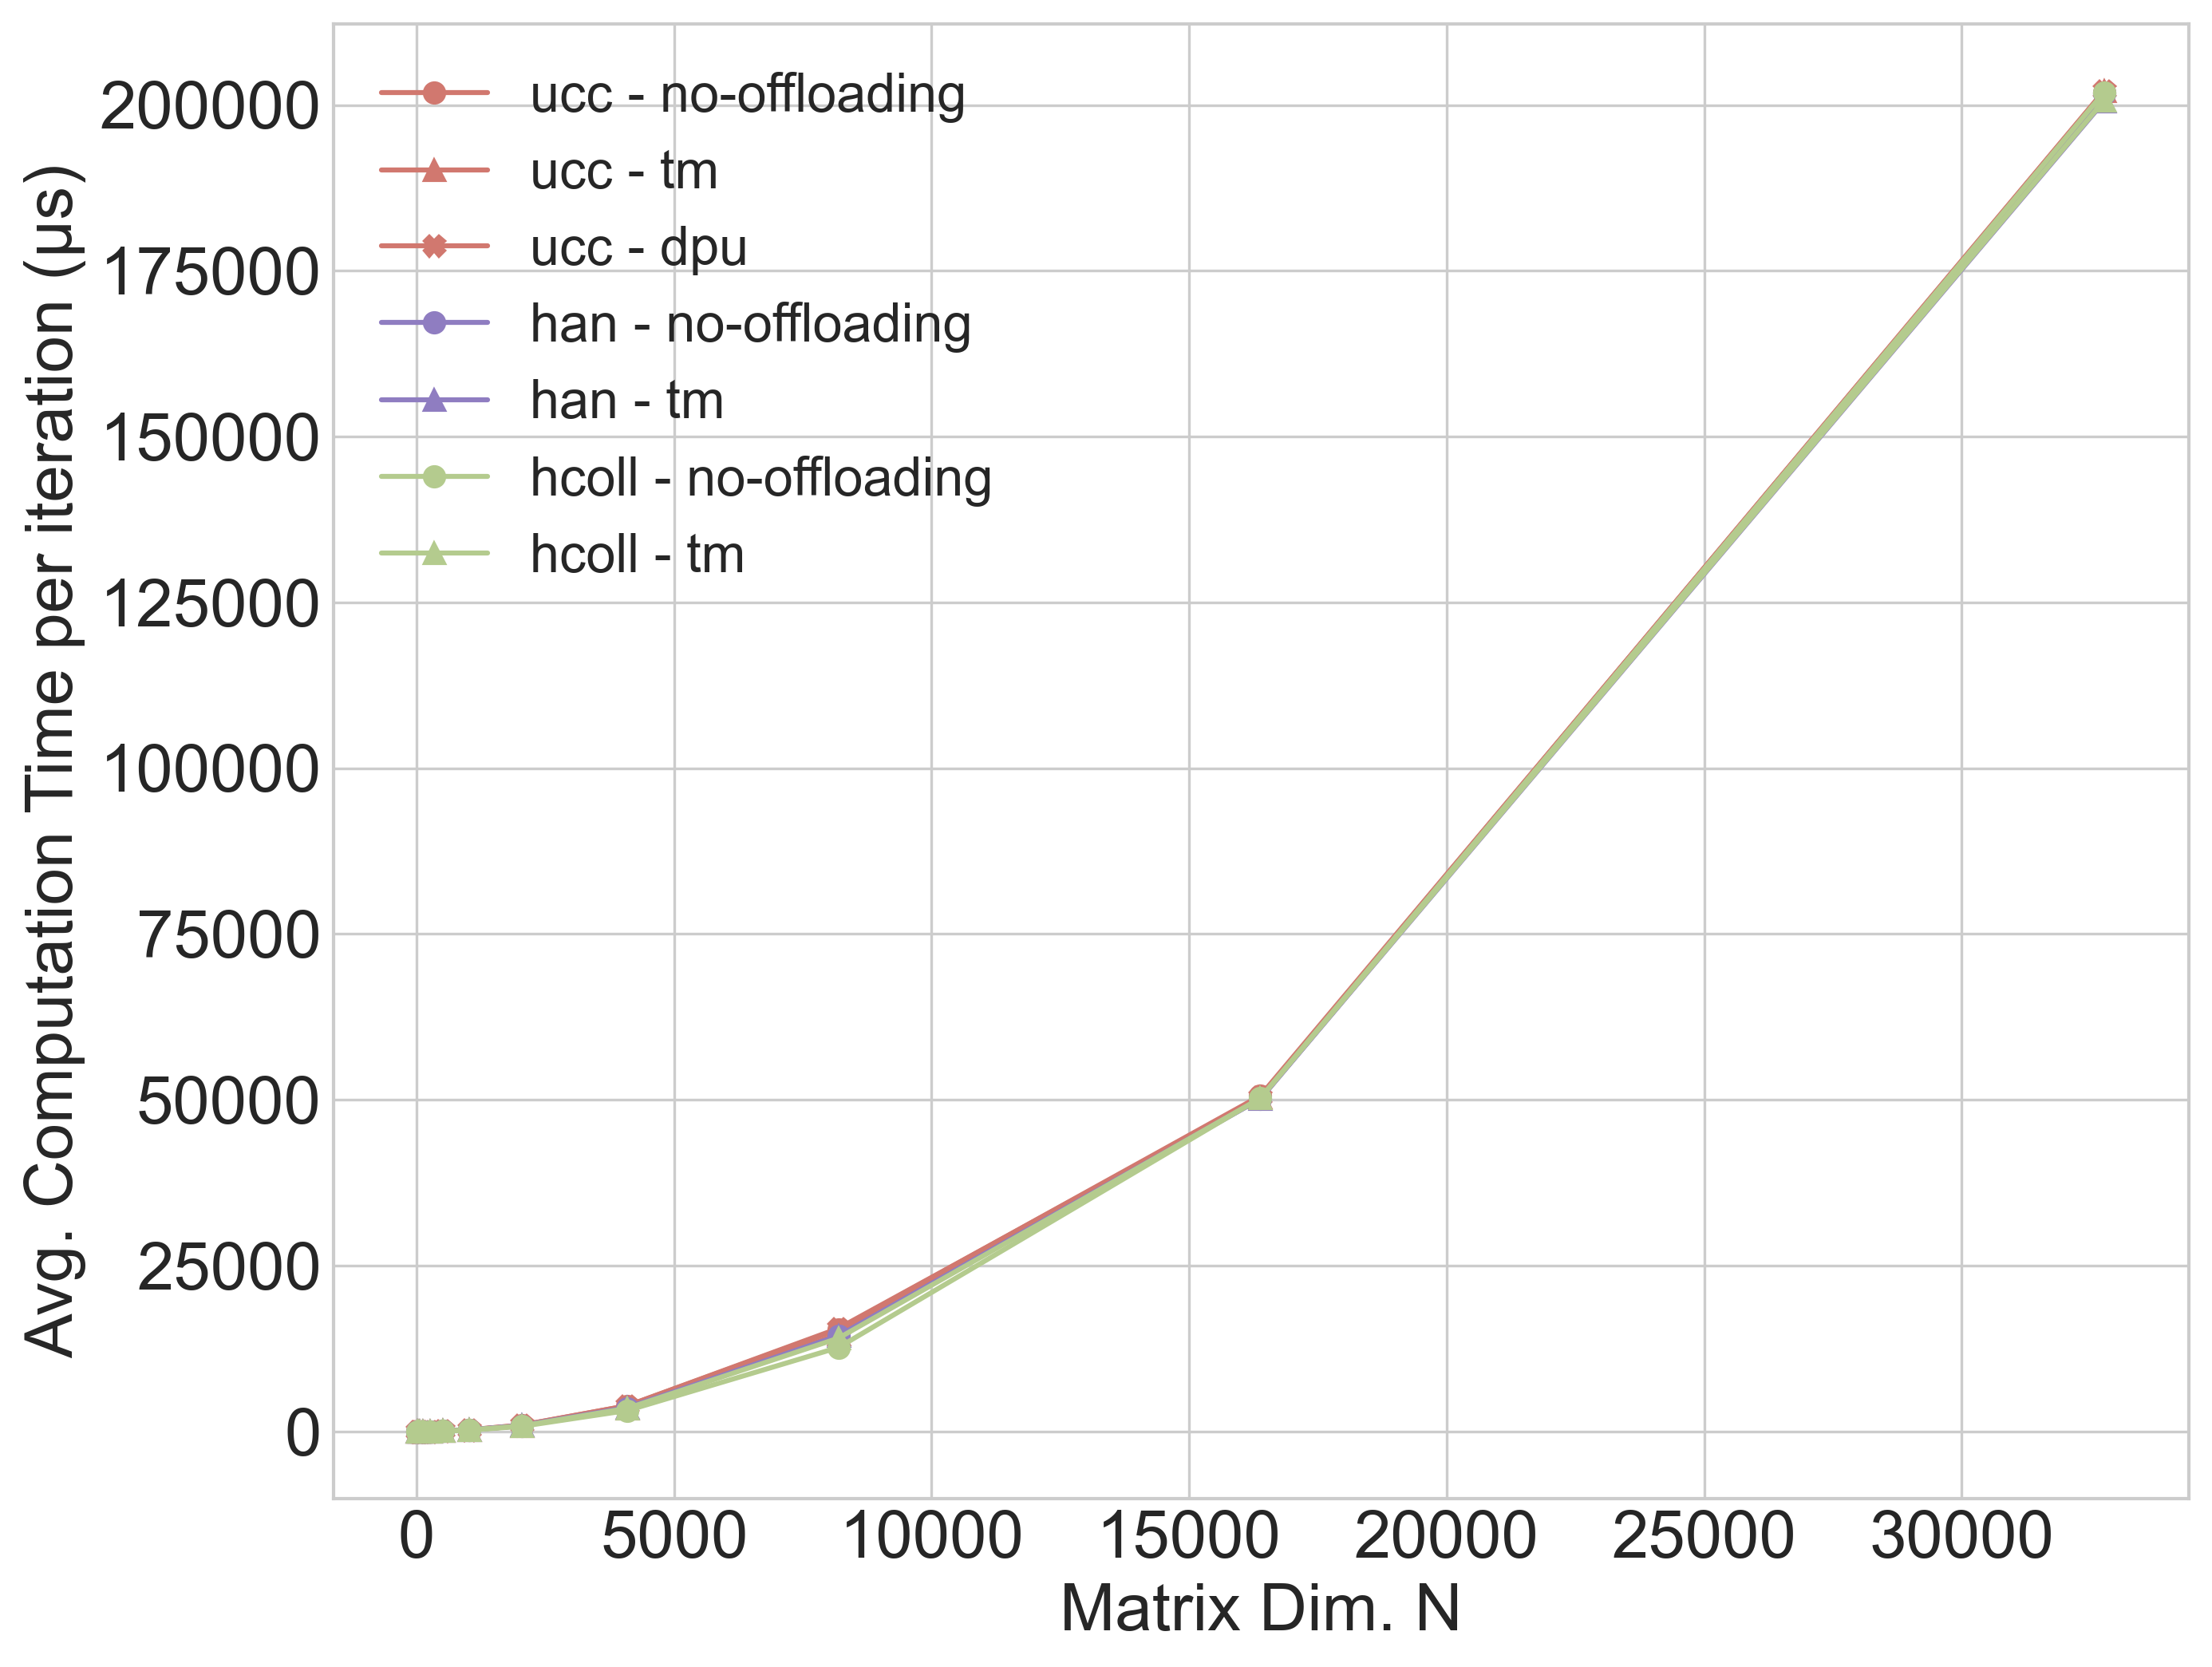 Avg. Computation Time per iteration (µs)
200000
175000
150000
125000
100000
75000
50000
25000
0
ucc - no-offloading
ucc - tm
ucc - dpu
han - no-offloading
han - tm
hcoll - no-offloading
hcoll - tm
0 5000 10000 15000 20000 25000 30000
Matrix Dim. N